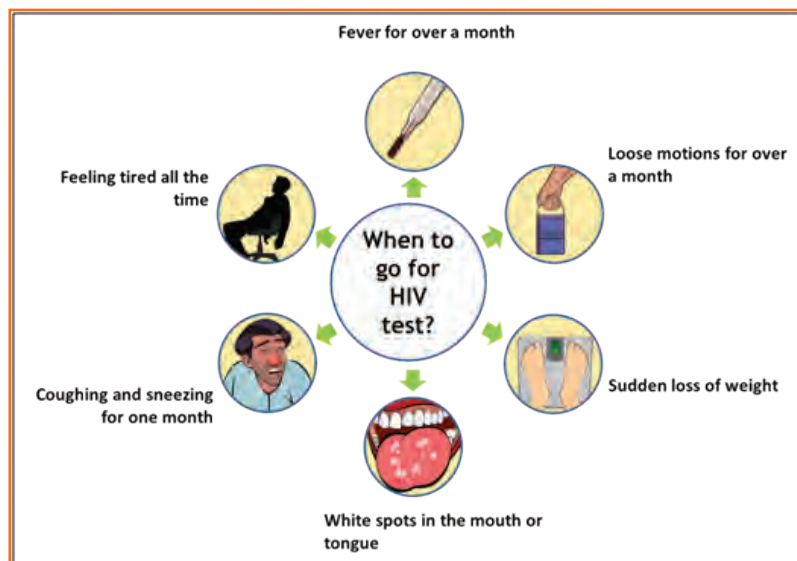 Fever for over a month
Loose motions for over
a month
Feeling tired all the
time
When to
go for
HIV
test?
Sudden loss of weight
Coughing and sneezing
for one month
White spots in the mouth or
tongue